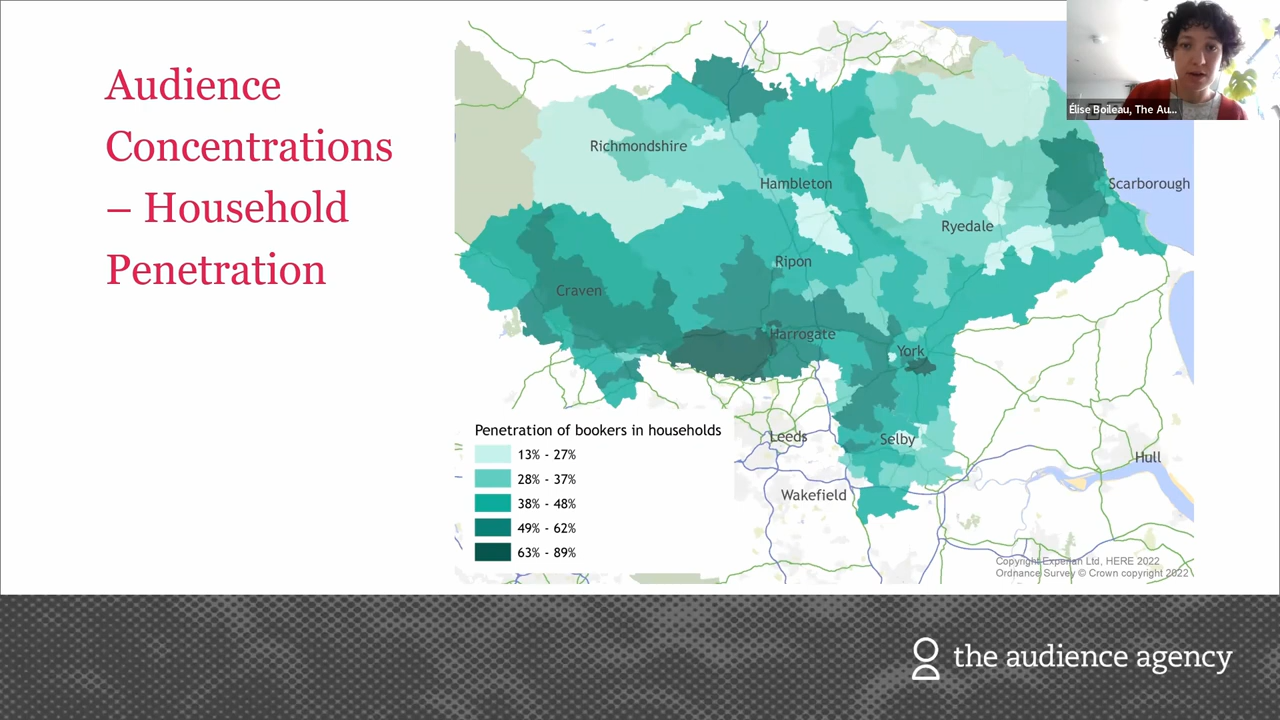 Audience
Concentrations
– Household
Penetration
Élise Boileau, The Au...
Richmondshire
Hambleton
Scarborough
Ryedale
Ripon
Craven
Harrogate
York
Leeds
Selby
Hull
Wakefield
Penetration of bookers in households
13% - 27%
28% - 37%
38% - 48%
49% - 62%
63% - 89%
Copyright Experian Ltd, HERE 2022
Ordnance Survey © Crown copyright 2022
the audience agency